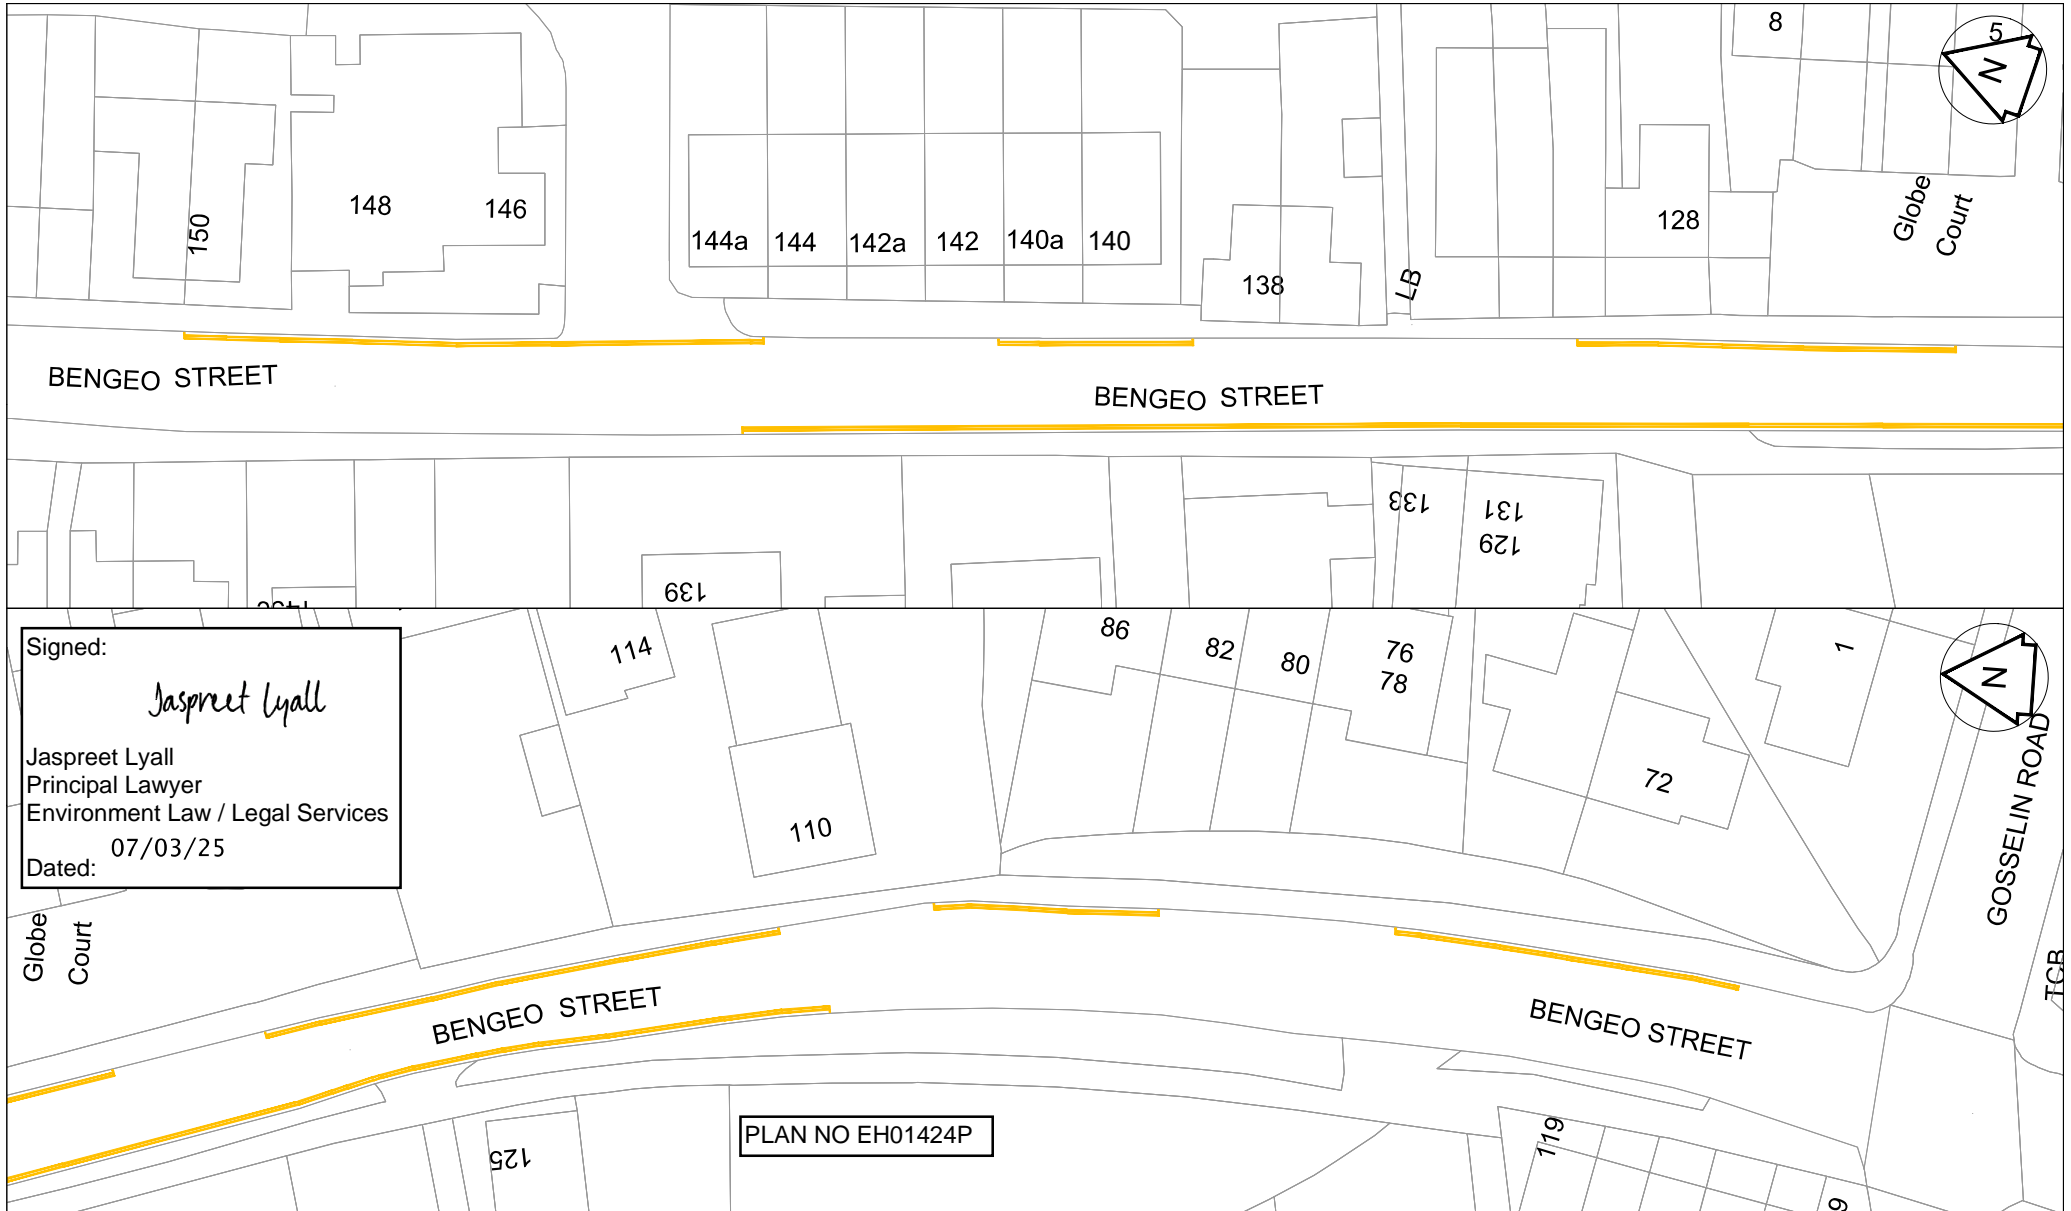 8
5
N
150
148
146
144a
144
142a
142
140a
140
138
LB
128
Globe
Court
BENGEO STREET
BENGEO STREET
133
131
129
139
Signed:
Jaspreet Lyall
Jaspreet Lyall
Principal Lawyer
Environment Law / Legal Services
07/03/25
Dated:
114
110
86
82
80
76
78
72
1
N
GOSSELIN ROAD
TCB
Globe
Court
BENGEO STREET
BENGEO STREET
125
PLAN NO EH01424P
119
9